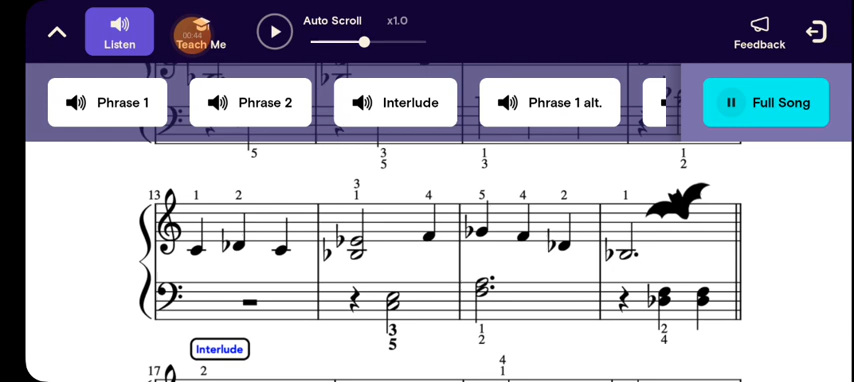 Listen
00:44
Teach Me
Auto Scroll x1.0
Feedback
Phrase 1
Phrase 2
Interlude
Phrase 1 alt.
Full Song
5
3
5
1
3
1
2
13 1 2 3 1 4 5 4 2 1
3
5
1
2
2
4
Interlude
17 2 4
1